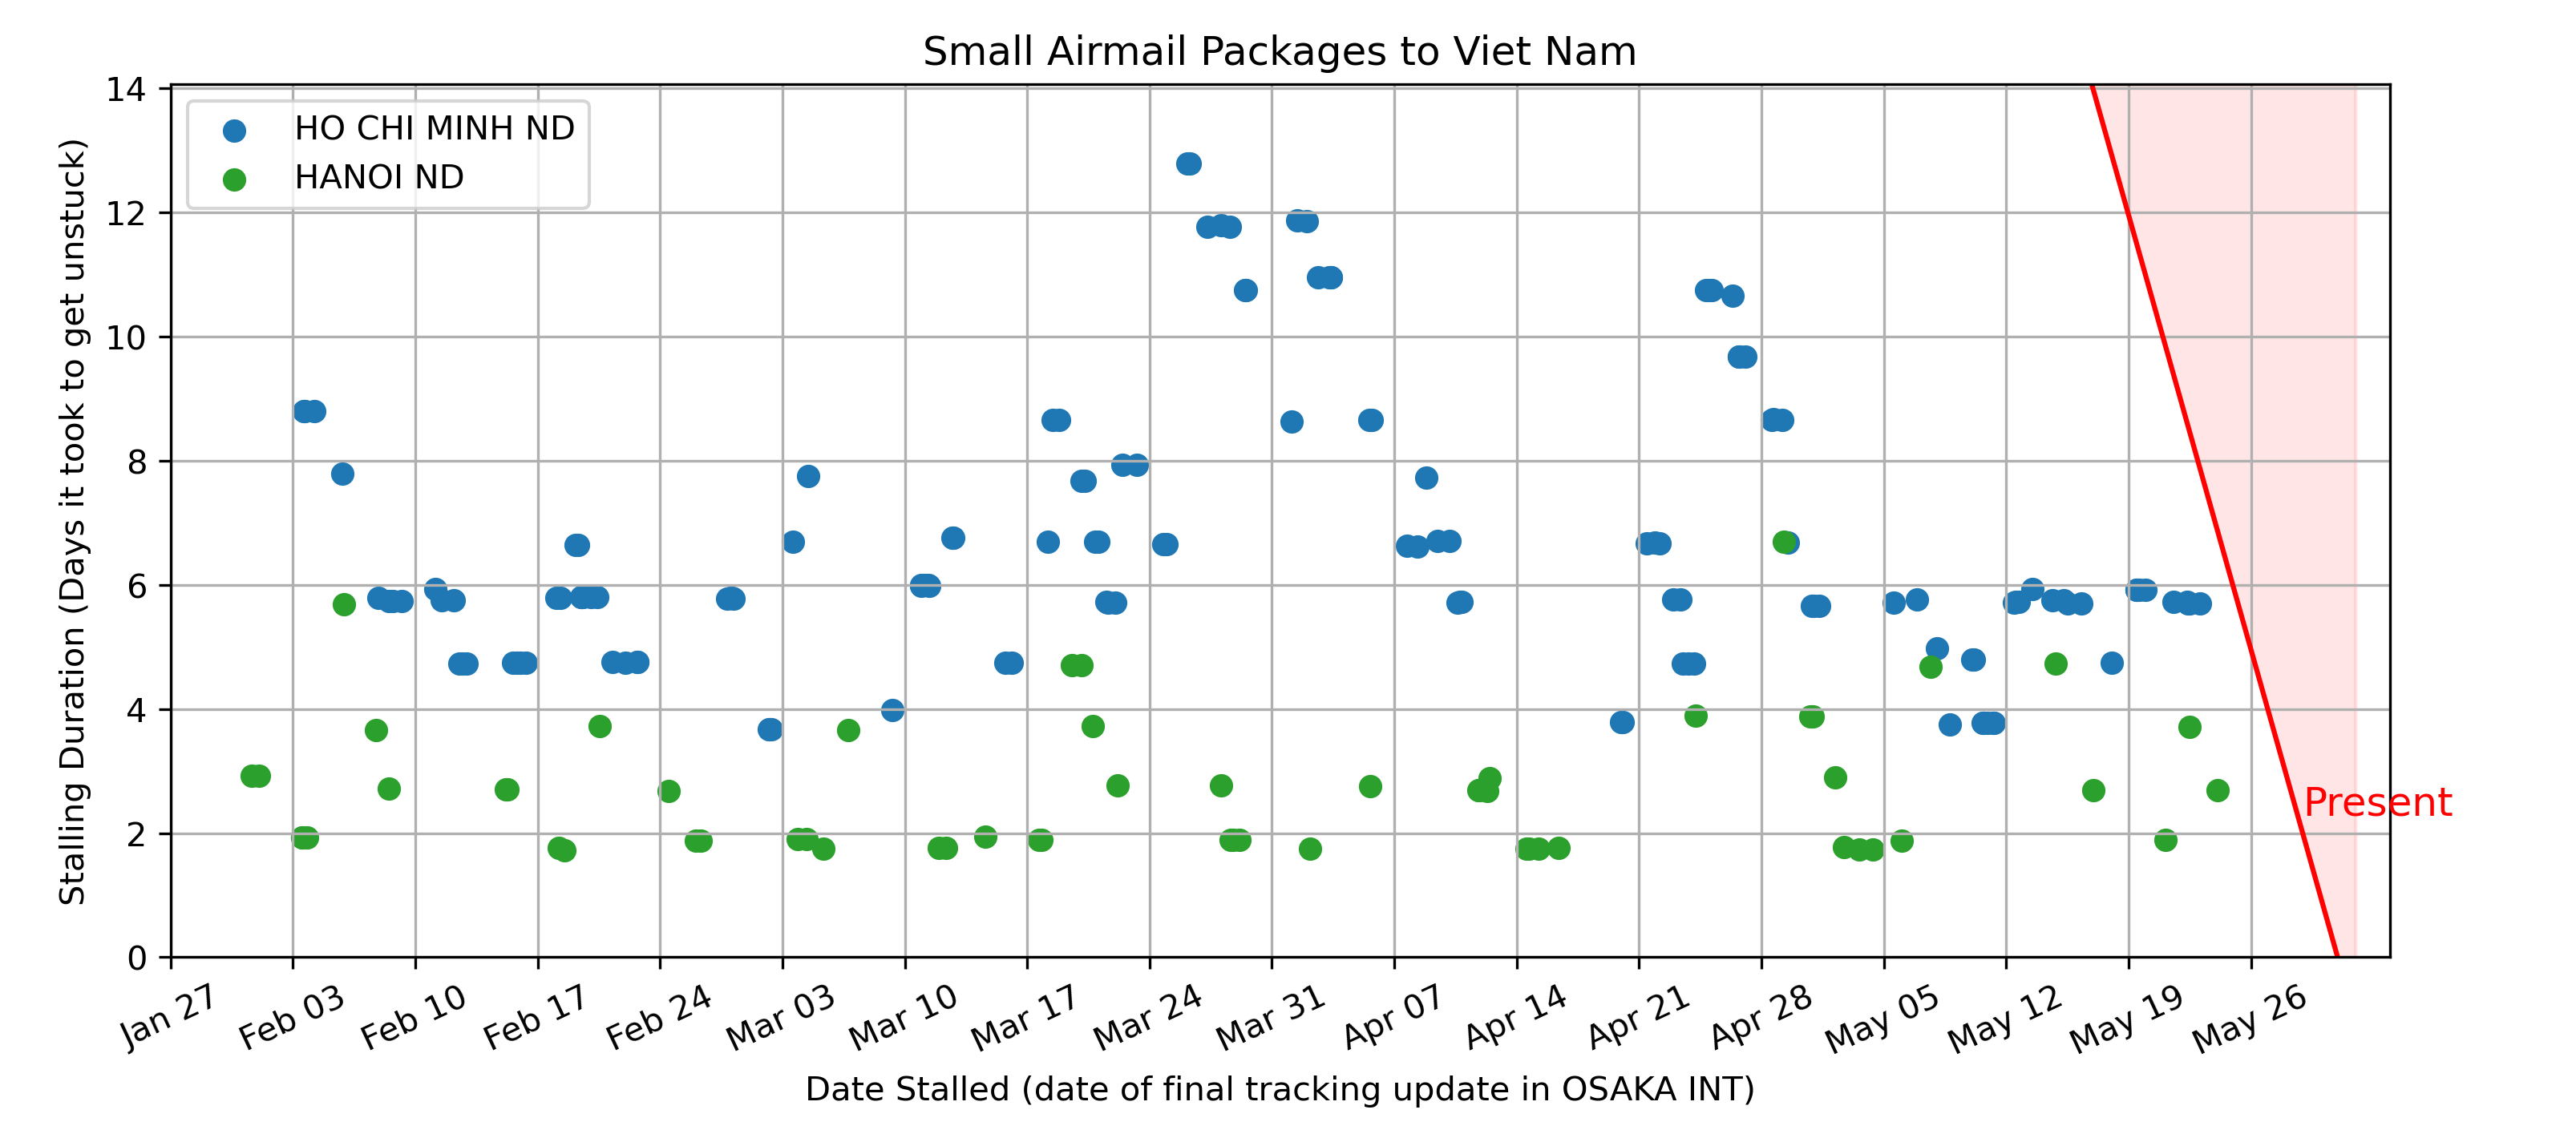 Small Airmail Packages to Viet Nam
HO CHI MINH ND
HANOI ND
Stalling Duration (Days it took to get unstuck)
14
12
10
8
6
4
2
0
Present
Jan 27
Feb 03
Feb 10
Feb 17
Feb 24
Mar 03
Mar 10
Mar 17
Mar 24
Mar 31
Apr 07
Apr 14
Apr 21
Apr 28
May 05
May 12
May 19
May 26
Date Stalled (date of final tracking update in OSAKA INT)